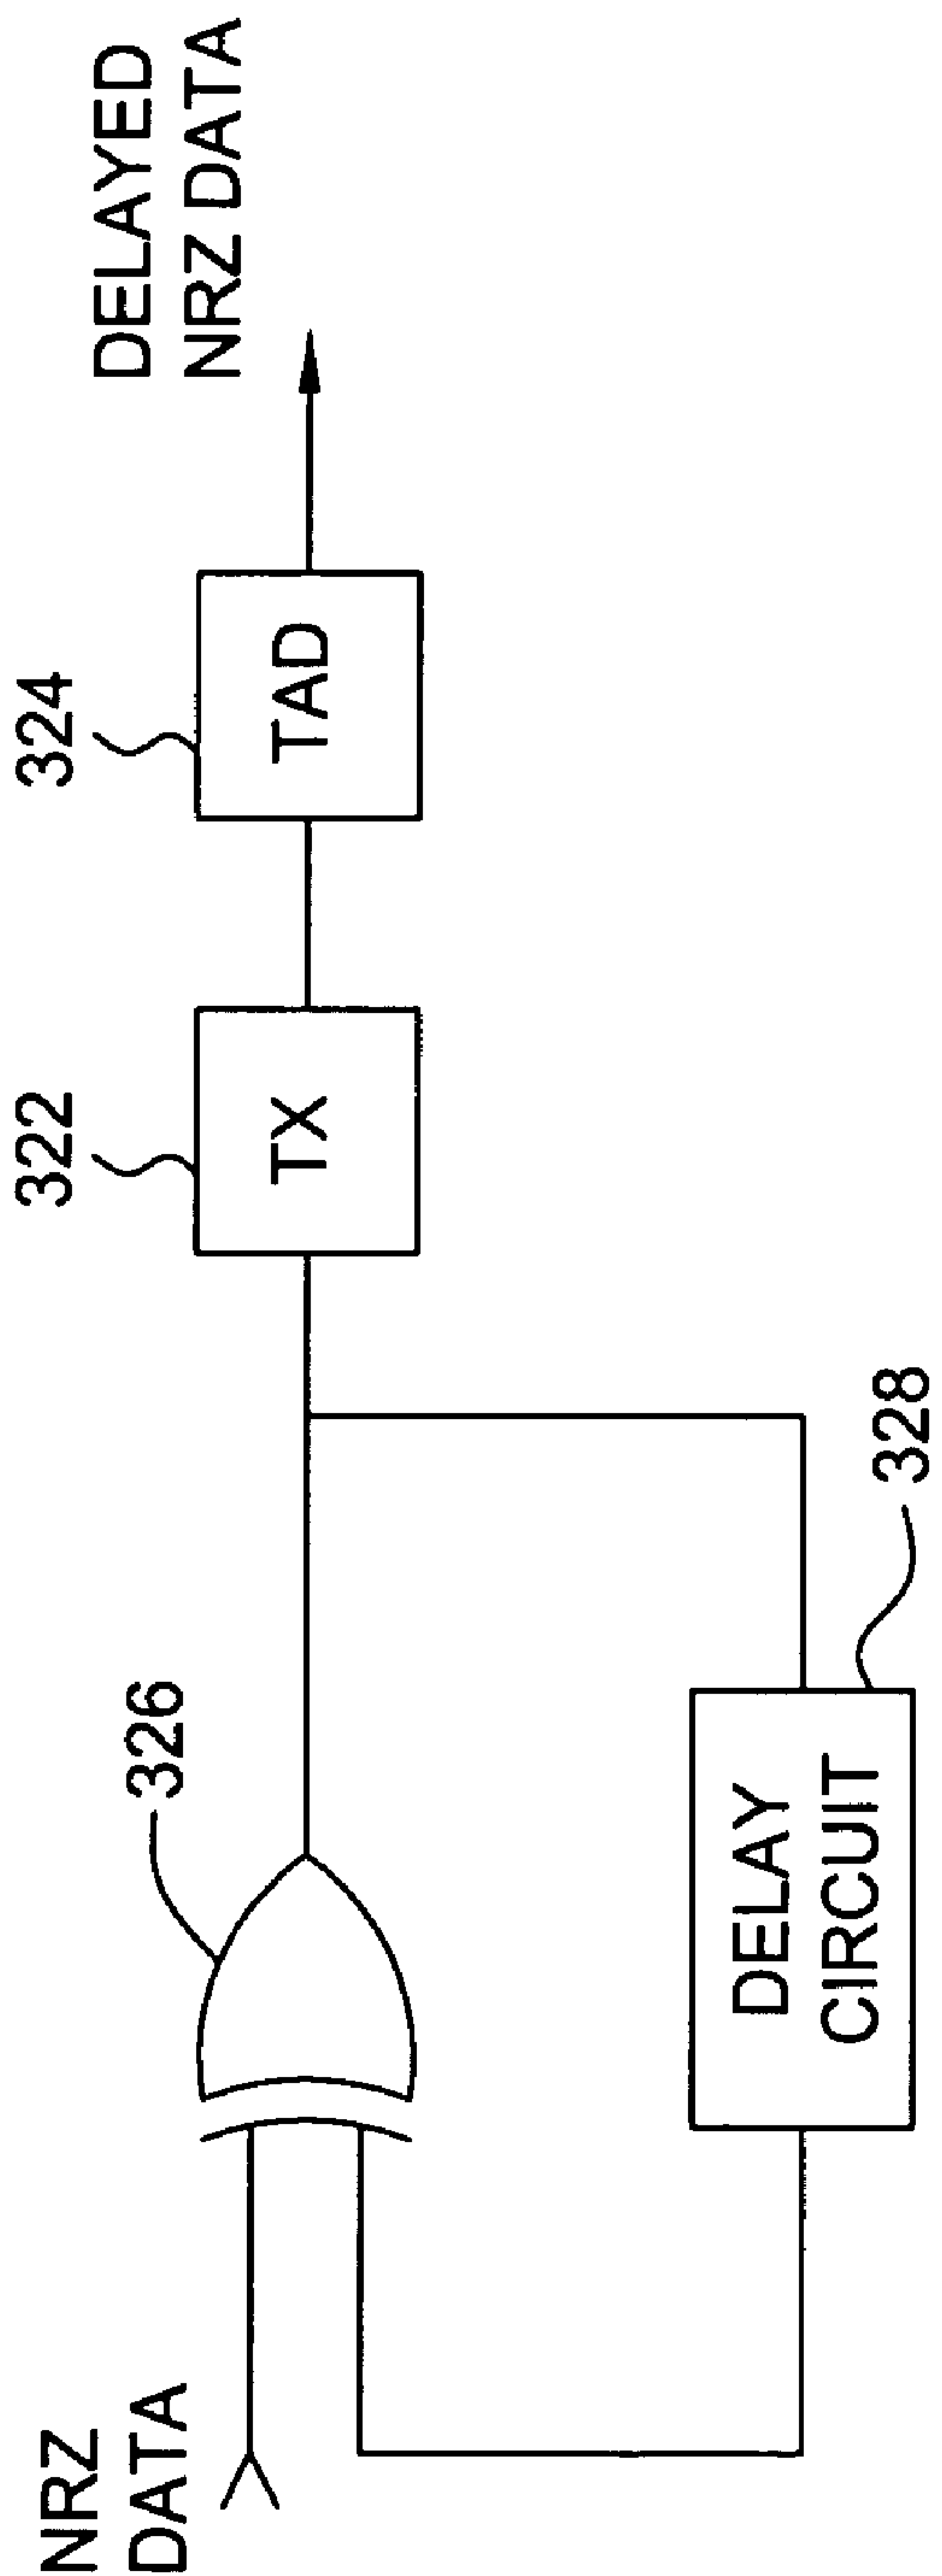 NRZ
DATA
326
DELAY
CIRCUIT
328
322
TX
324
TAD
DELAYED
NRZ DATA